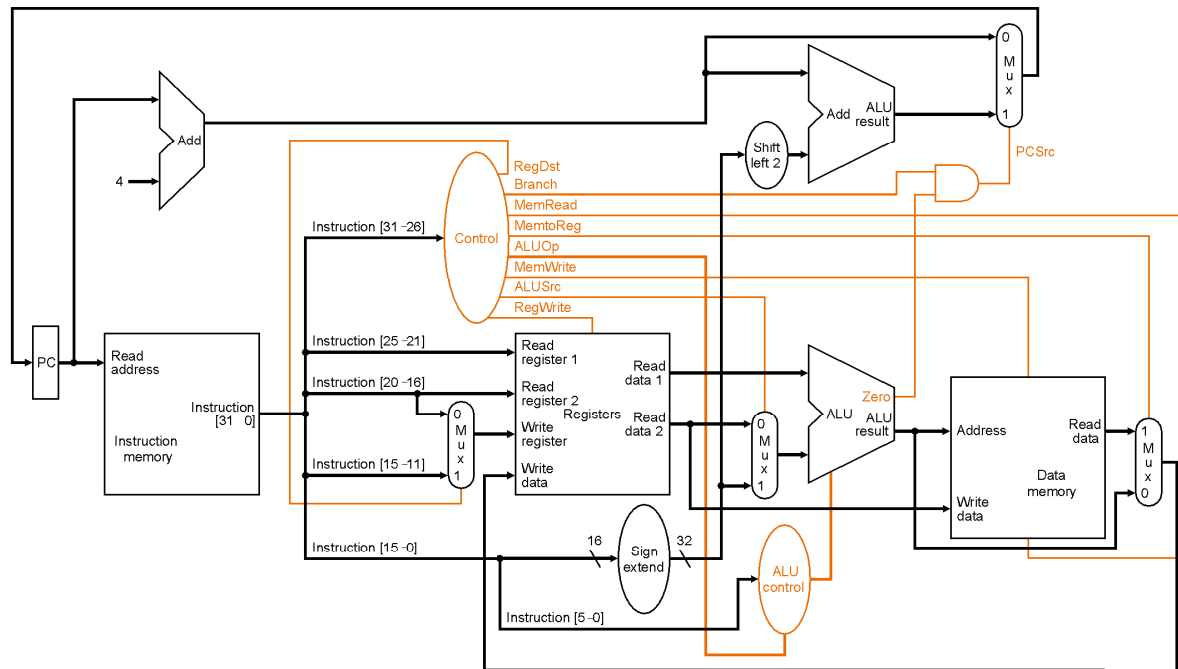 0
M
u
x
1
Add
ALU
result
Add
Shift
left 2
PCSrc
4
RegDst
Branch
MemRead
MemtoReg
ALUOp
MemWrite
ALUSrc
RegWrite
Control
Instruction [31–26]
Instruction [25–21]
Instruction [20–16]
Instruction [15–11]
Instruction [15–0]
Instruction [5–0]
PC
Read
address
Instruction
[31 0]
Instruction
memory
0
M
u
x
1
Read
register 1
Read
register 2
Write
register
Write
data
Registers
Read
data 1
Read
data 2
0
M
u
x
1
Zero
ALU
ALU
result
Address
Write
data
Read
data
Data
memory
1
M
u
x
0
16
Sign
extend
32
ALU
control